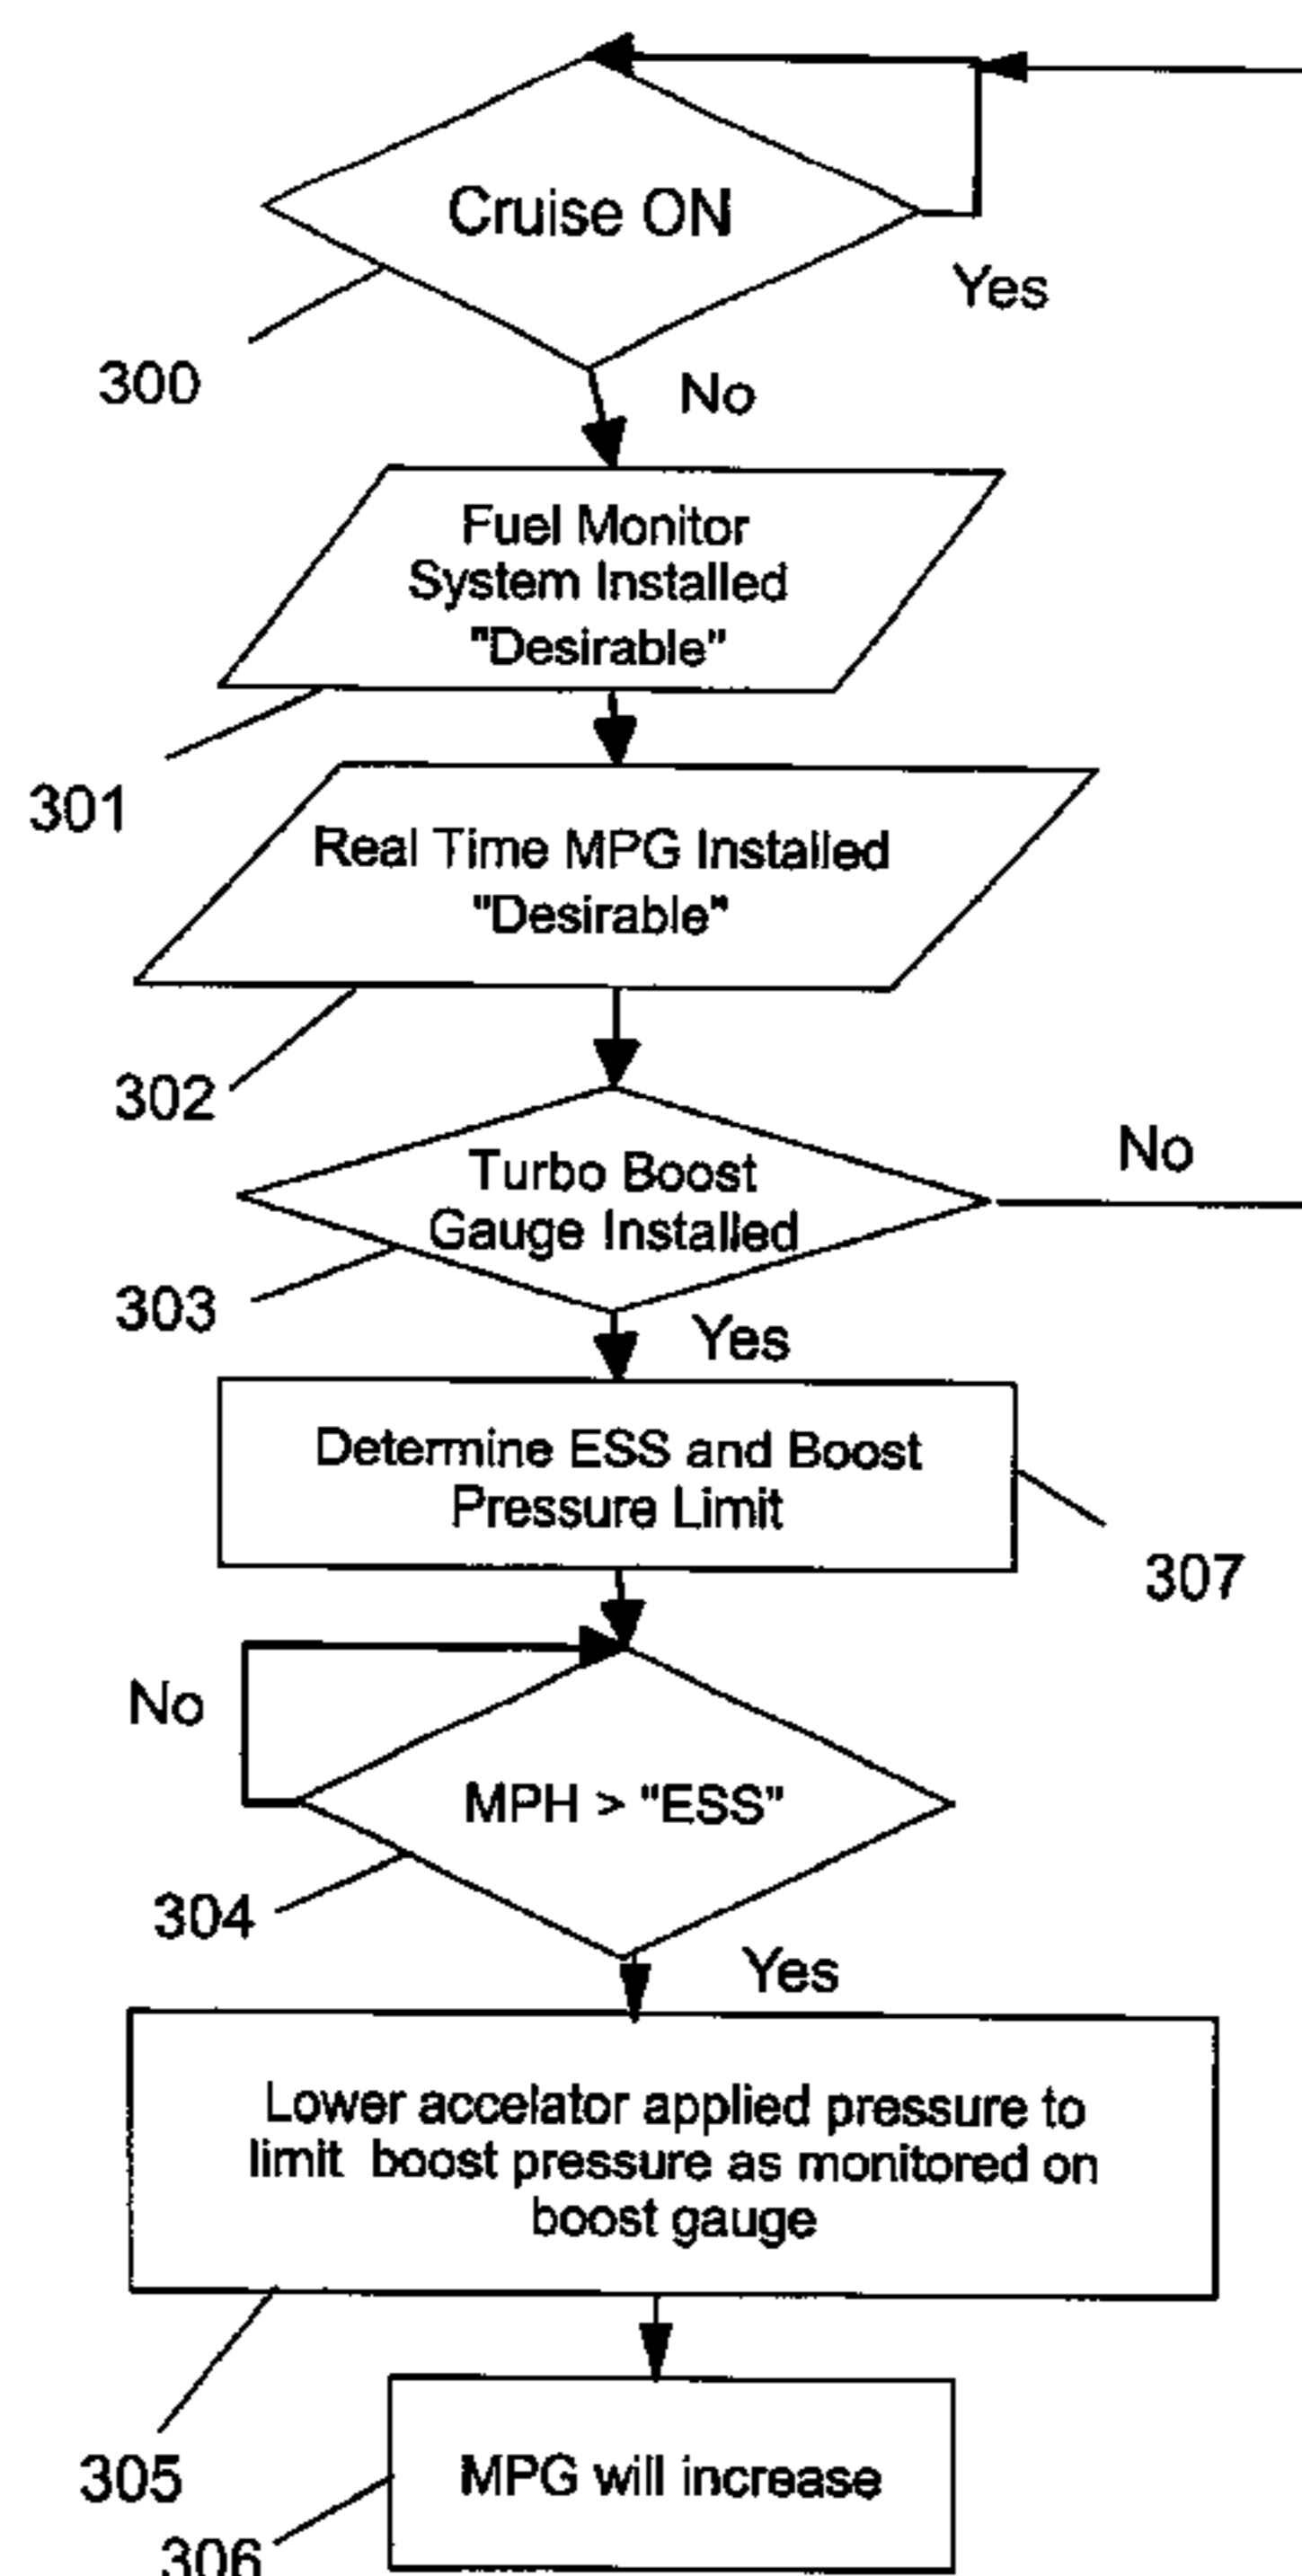 Cruise ON
Yes
300
No
Fuel Monitor
System Installed
"Desirable"
301
Real Time MPG Installed
"Desirable"
302
No
Turbo Boost
Gauge Installed
303
Yes
Determine ESS and Boost
Pressure Limit
307
No
MPH > "ESS"
304
Yes
Lower accelator applied pressure to
limit boost pressure as monitored on
boost gauge
305
MPG will increase
306